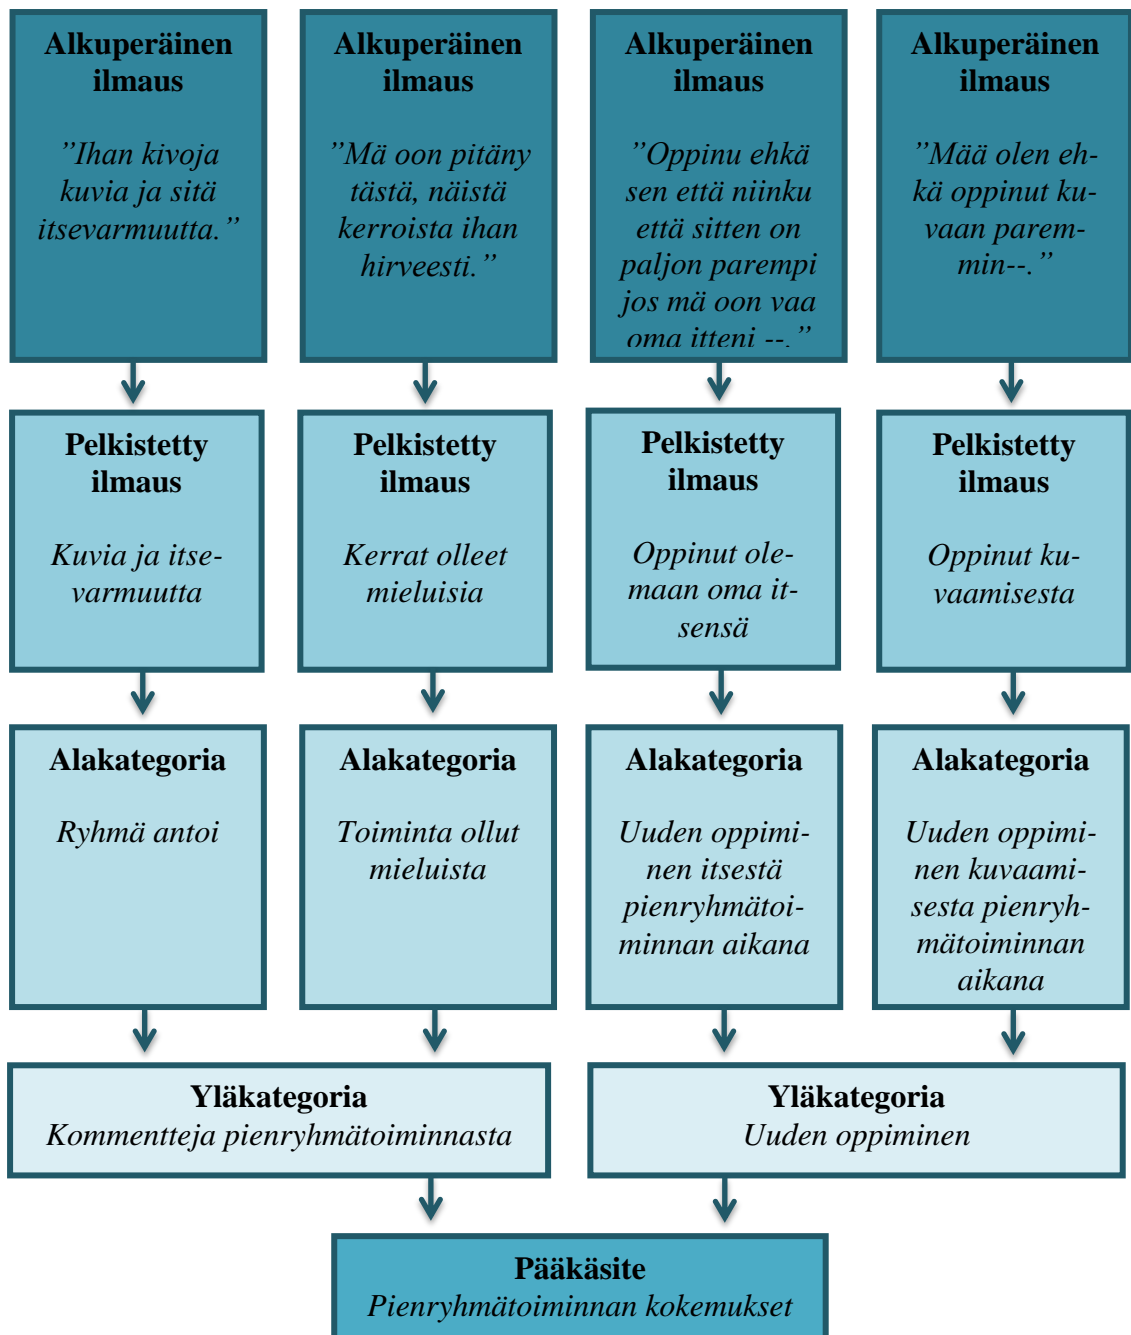 Alkuperäinen
ilmaus
”Ihan kivoja
kuvia ja sitä
itsevarmuutta.”
Alkuperäinen
ilmaus
”Mä oon pitäny
tästä, näistä
kerroista ihan
hirveesti.”
Alkuperäinen
ilmaus
”Oppinu ehkä
sen että niinku
että sitten on
paljon parempi
jos mä oon vaa
oma itteni --.”
Alkuperäinen
ilmaus
”Mää olen eh-
kä oppinut ku-
vaan parem-
min--.”
Pelkistetty
ilmaus
Kuvia ja itse-
varmuutta
Pelkistetty
ilmaus
Kerrat olleet
mieluisia
Pelkistetty
ilmaus
Oppinut ole-
maan oma it-
sensä
Pelkistetty
ilmaus
Oppinut ku-
vaamisesta
Alakategoria
Ryhmä antoi
Alakategoria
Toiminta ollut
mieluista
Alakategoria
Uuden oppimi-
nen itsestä
pienryhmätoi-
minnan aikana
Alakategoria
Uuden oppimi-
nen kuvaami-
sesta pienryh-
mätoiminnan
aikana
Yläkategoria
Kommentteja pienryhmätoiminnasta
Yläkategoria
Uuden oppiminen
Pääkäsite
Pienryhmätoiminnan kokemukset